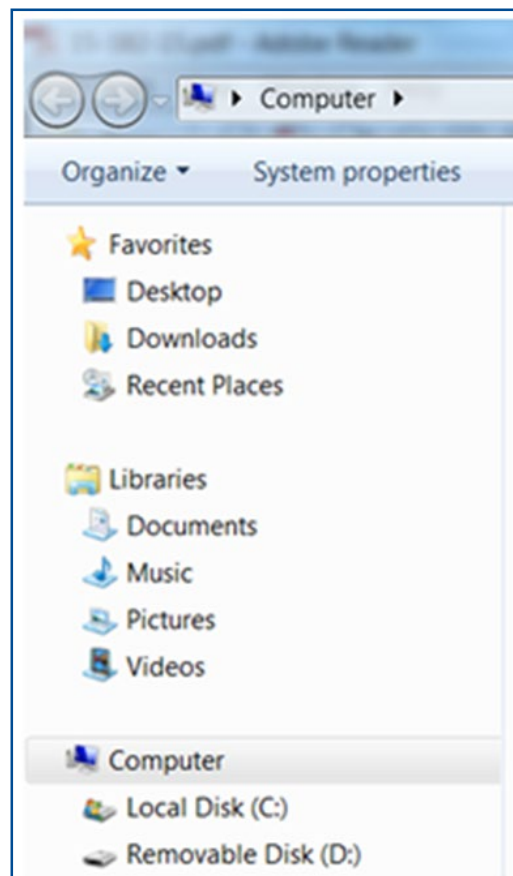 Computer
Organize System properties
Favorites
Desktop
Downloads
Recent Places
Libraries
Documents
Music
Pictures
Videos
Computer
Local Disk (C:)
Removable Disk (D:)